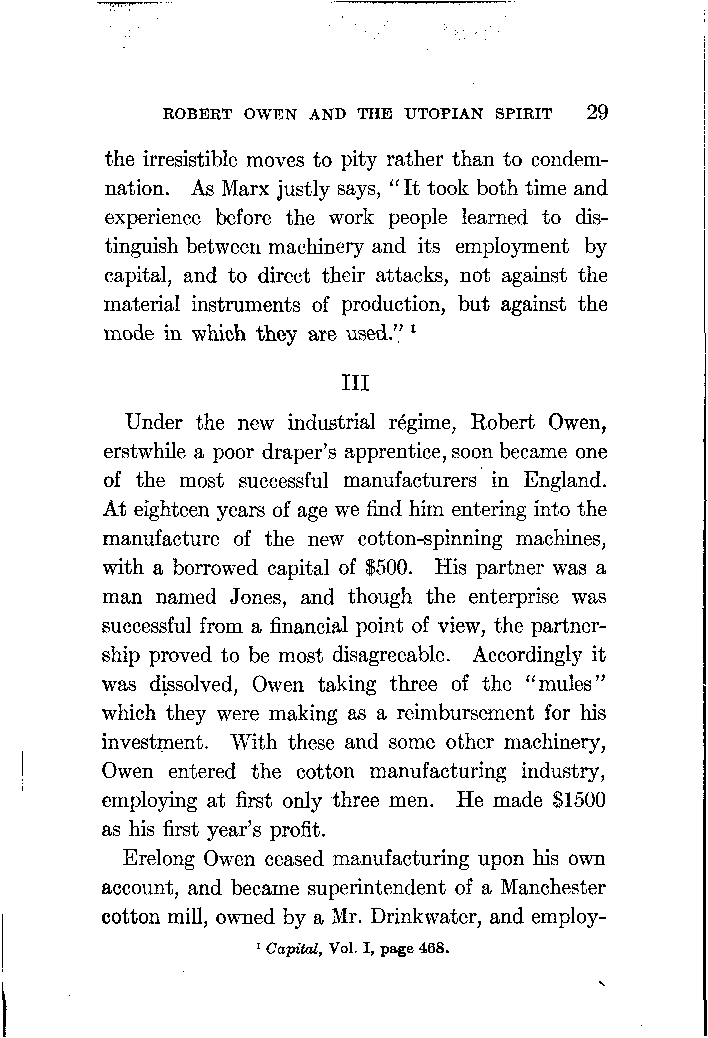 ROBERT OWEN AND THE UTOPIAN SPIRIT 29
the irresistible moves to pity rather than to condem-
nation. As Marx justly says, "It took both time and
experience before the work people learned to dis-
tinguish between machinery and its employment by
capital, and to direct their attacks, not against the
material instruments of production, but against the
mode in which they are used." ¹
III
Under the new industrial régime, Robert Owen,
erstwhile a poor draper's apprentice, soon became one
of the most successful manufacturers in England.
At eighteen years of age we find him entering into the
manufacture of the new cotton-spinning machines,
with a borrowed capital of $500. His partner was a
man named Jones, and though the enterprise was
successful from a financial point of view, the partner-
ship proved to be most disagreeable. Accordingly it
was dissolved, Owen taking three of the "mules"
which they were making as a reimbursement for his
investment. With these and some other machinery,
Owen entered the cotton manufacturing industry,
employing at first only three men. He made $1500
as his first year's profit.
Erelong Owen ceased manufacturing upon his own
account, and became superintendent of a Manchester
cotton mill, owned by a Mr. Drinkwater, and employ-
¹ Capital, Vol. I, page 468.